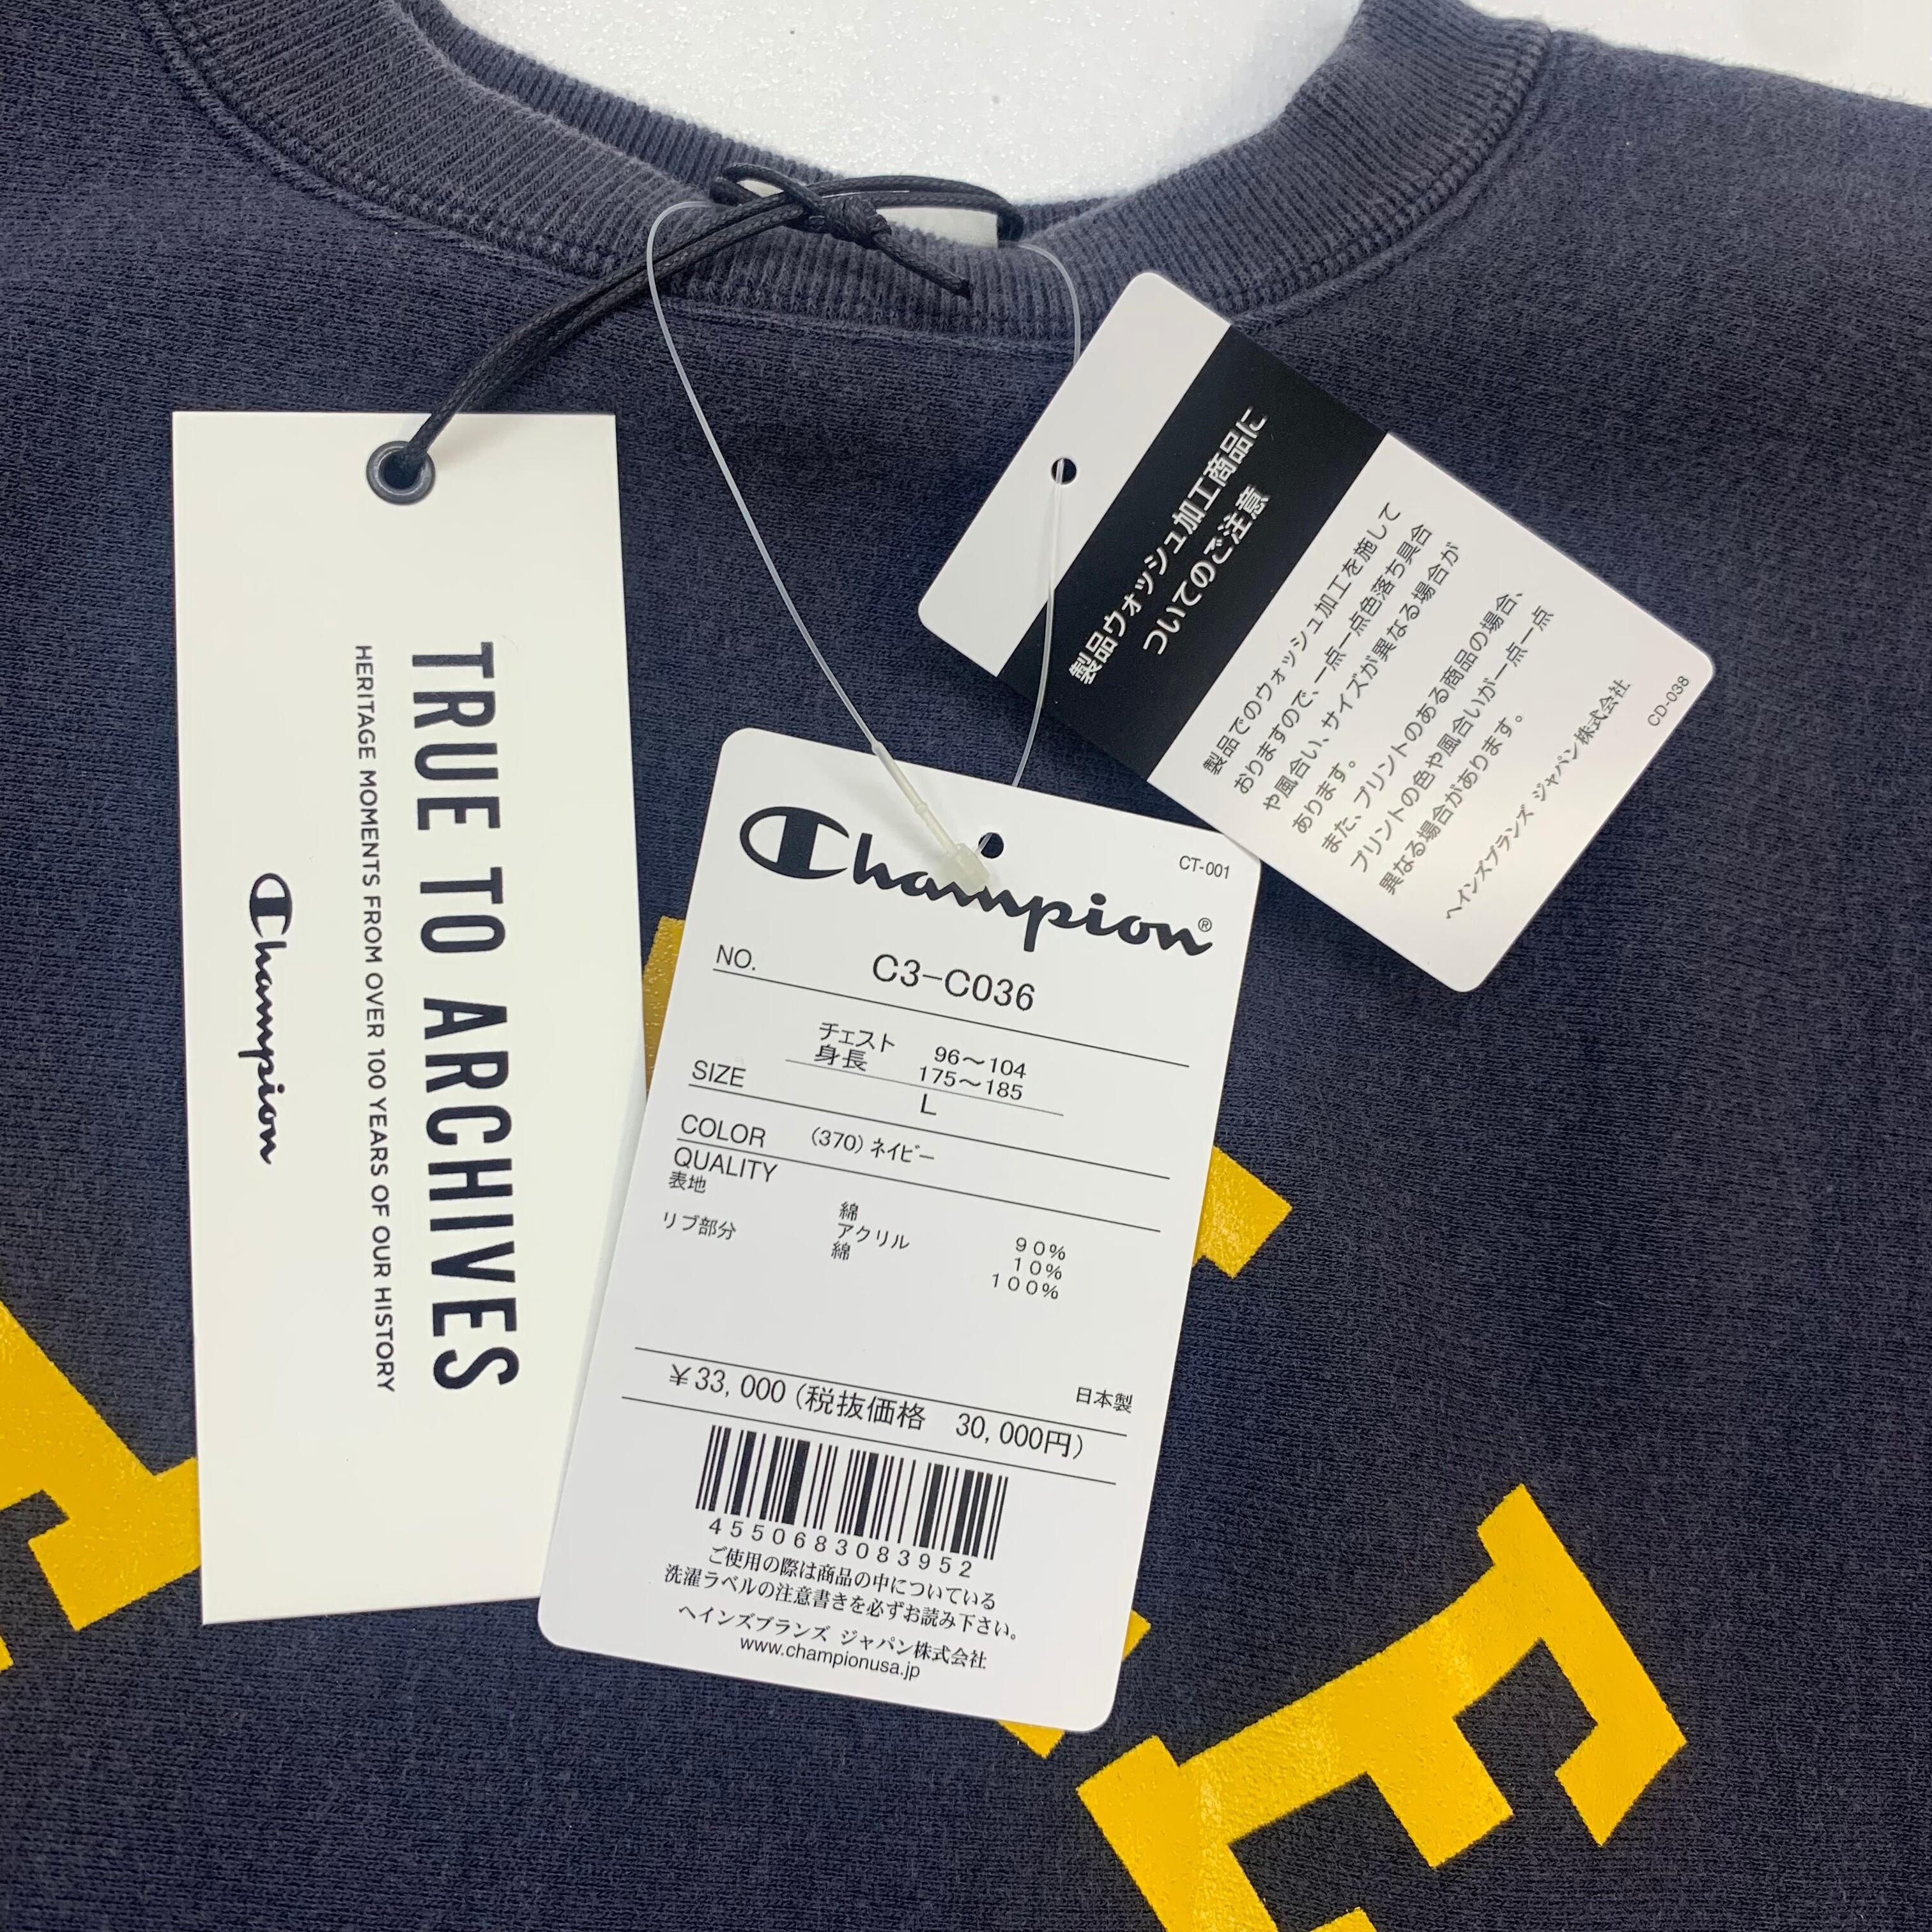 TRUE TO ARCHIVES
HERITAGE MOMENTS FROM OVER 100 YEARS OF OUR HISTORY
Champion
製品ウォッシュ加工商品に
ついてのご注意
製品でのウォッシュ加工を施して
おりますので、一点一点色落ち具合
や風合い、サイズが異なる場合が
あります。
また、プリントのある商品の場合、
プリントの色や風合いが一点一点
異なる場合があります。
ヘインズブランズ ジャパン株式会社
CD-038
CT-001
Champion®
NO. C3-C036
チェスト 96～104
身長 175～185
SIZE L
COLOR (370) ネイビー
QUALITY
表地 綿 90%
アクリル 10%
リブ部分 綿 100%
日本製
¥33,000 (税抜価格 30,000円)
4550683083952
ご使用の際は商品の中についている
洗濯ラベルの注意書きを必ずお読み下さい。
ヘインズブランズ ジャパン株式会社
www.championusa.jp
E